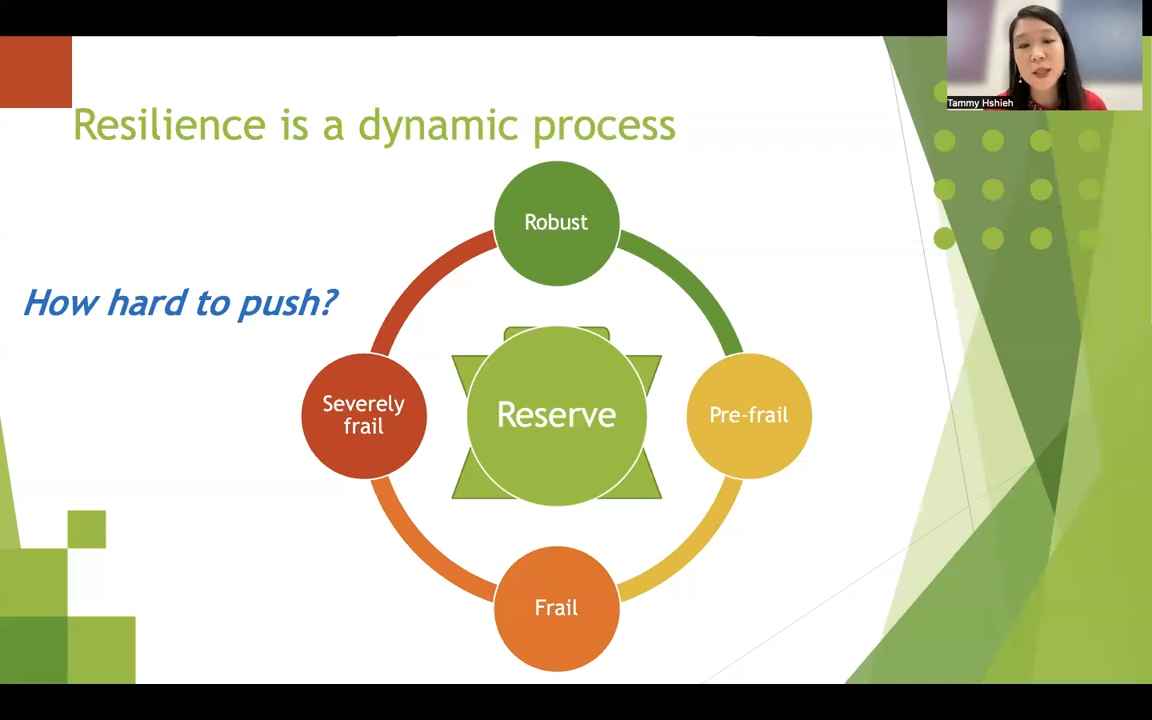 Tammy Hshieh
Resilience is a dynamic process
Robust
How hard to push?
Severely
frail
Reserve
Pre-frail
Frail